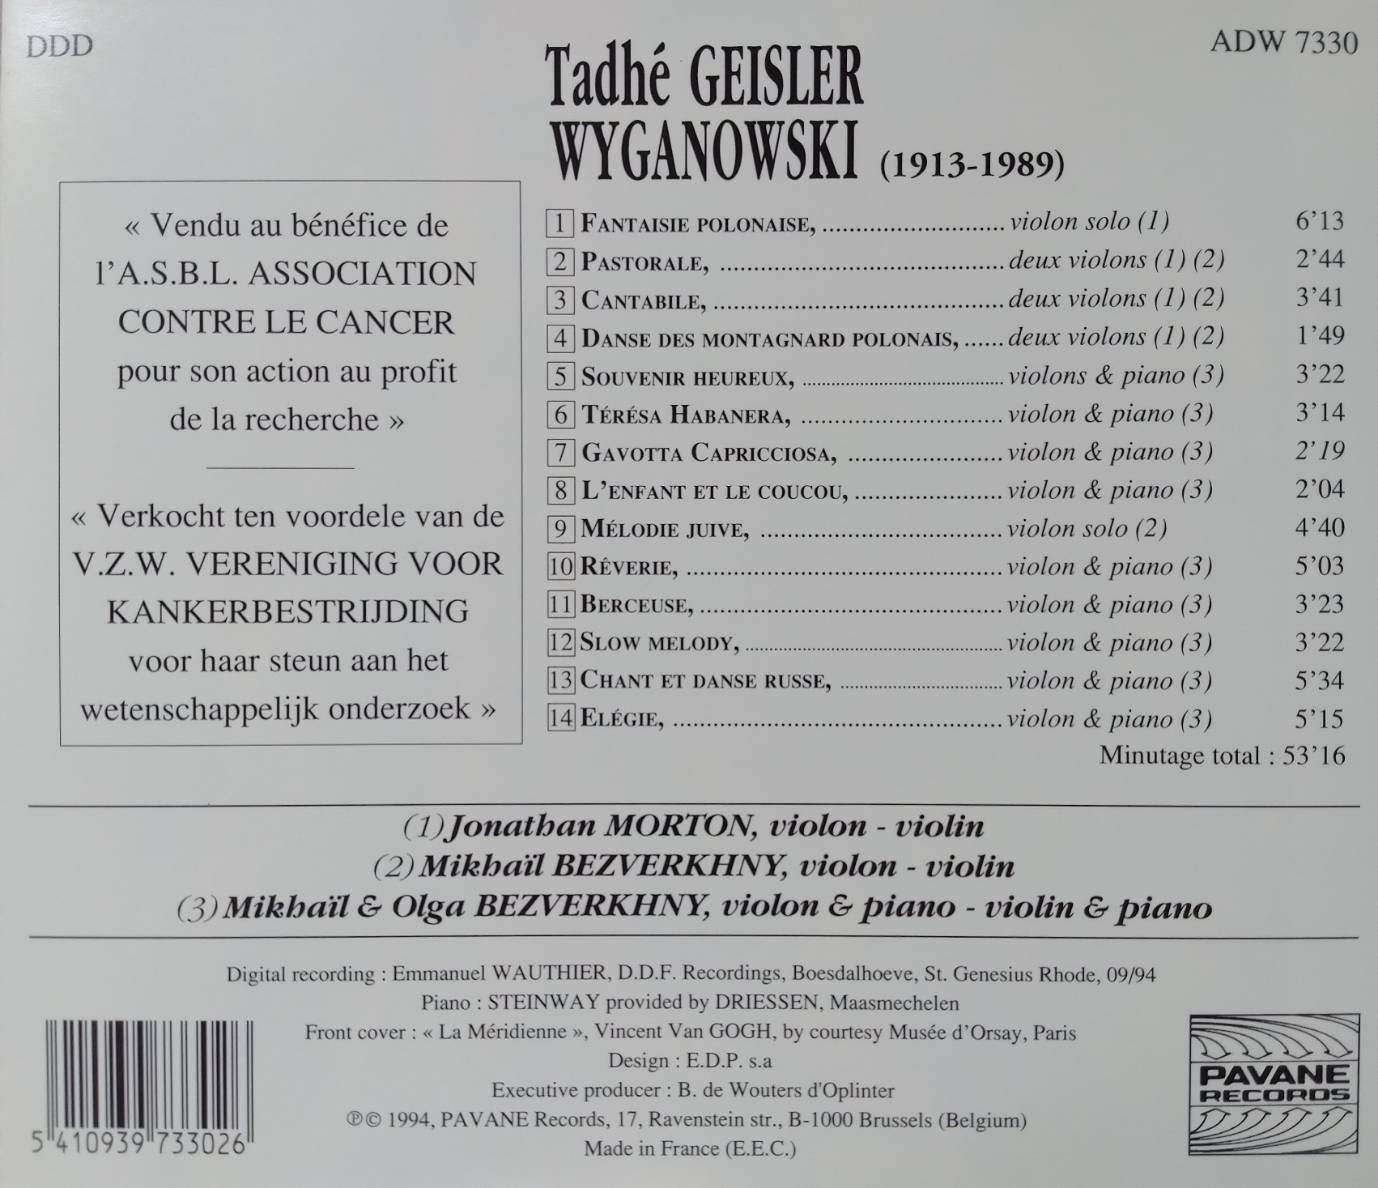 DDD
ADW 7330
Tadhé GEISLER
WYGANOWSKI (1913-1989)
« Vendu au bénéfice de
l'A.S.B.L. ASSOCIATION
CONTRE LE CANCER
pour son action au profit
de la recherche »
« Verkocht ten voordele van de
V.Z.W. VERENIGING VOOR
KANKERBESTRIJDING
voor haar steun aan het
wetenschappelijk onderzoek »
1 FANTAISIE POLONAISE, ........................... violon solo (1) 6'13
2 PASTORALE, .......................................... deux violons (1) (2) 2'44
3 CANTABILE, .......................................... deux violons (1) (2) 3'41
4 DANSE DES MONTAGNARD POLONAIS, ...... deux violons (1) (2) 1'49
5 SOUVENIR HEUREUX, .......................................... violons & piano (3) 3'22
6 TÉRÉSA HABANERA, .............................. violon & piano (3) 3'14
7 GAVOTTA CAPRICCIOSA, ....................... violon & piano (3) 2'19
8 L'ENFANT ET LE COUCOU, ...................... violon & piano (3) 2'04
9 MÉLODIE JUIVE, .................................... violon solo (2) 4'40
10 RÊVERIE, ............................................... violon & piano (3) 5'03
11 BERCEUSE, ............................................. violon & piano (3) 3'23
12 SLOW MELODY, ...................................................... violon & piano (3) 3'22
13 CHANT ET DANSE RUSSE, .................................. violon & piano (3) 5'34
14 ELÉGIE, ................................................. violon & piano (3) 5'15
Minutage total : 53'16
(1) Jonathan MORTON, violon - violin
(2) Mikhaïl BEZVERKHNY, violon - violin
(3) Mikhaïl & Olga BEZVERKHNY, violon & piano - violin & piano
Digital recording : Emmanuel WAUTHIER, D.D.F. Recordings, Boesdalhoeve, St. Genesius Rhode, 09/94
Piano : STEINWAY provided by DRIESSEN, Maasmechelen
Front cover : « La Méridienne », Vincent Van GOGH, by courtesy Musée d'Orsay, Paris
Design : E.D.P. s.a
Executive producer : B. de Wouters d'Oplinter
℗© 1994, PAVANE Records, 17, Ravenstein str., B-1000 Brussels (Belgium)
Made in France (E.E.C.)
5 410939 733026
PAVANE
RECORDS